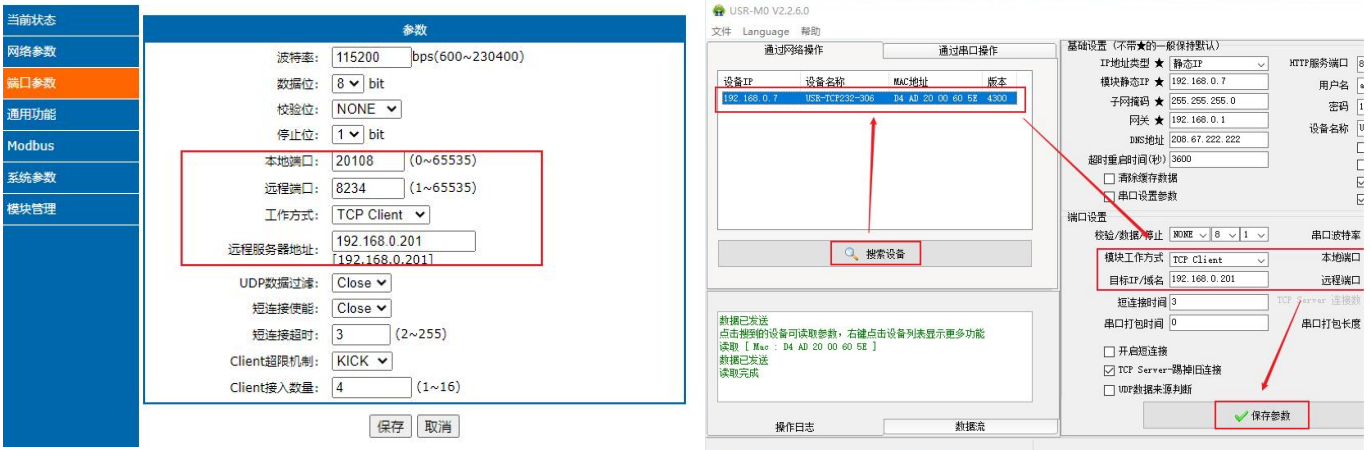 当前状态
网络参数
端口参数
通用功能
Modbus
系统参数
模块管理
参数
波特率: 115200 bps(600~230400)
数据位: 8 bit
校验位: NONE
停止位: 1 bit
本地端口: 20108 (0~65535)
远程端口: 8234 (1~65535)
工作方式: TCP Client
远程服务器地址: 192.168.0.201
[192.168.0.201]
UDP数据过滤: Close
短连接使能: Close
短连接超时: 3 (2~255)
Client超限机制: KICK
Client接入数量: 4 (1~16)
保存 取消
USR-M0 V2.2.6.0
文件 Language 帮助
通过网络操作 通过串口操作
设备IP 设备名称 MAC地址 版本
192.168.0.7 USR-TCP232-306 D4 AD 20 00 60 5E 4300
搜索设备
数据已发送
点击搜到的设备可读取参数，右键点击设备列表显示更多功能
读取 [ Mac : D4 AD 20 00 60 5E ]
数据已发送
读取完成
操作日志 数据流
基础设置 (不带★的一般保持默认)
IP地址类型 ★ 静态IP HTTP服务端口 8
模块静态IP ★ 192.168.0.7 用户名
子网掩码 ★ 255.255.255.0 密码 1
网关 ★ 192.168.0.1 设备名称 U
DNS地址 208.67.222.222
超时重启时间(秒) 3600
清除缓存数据
串口设置参数
端口设置
校验/数据/停止 NONE 8 1 串口波特率
模块工作方式 TCP Client 本地端口
目标IP/域名 192.168.0.201 远程端口
短连接时间 3 TCP Server 连接数
串口打包时间 0 串口打包长度
开启短连接
TCP Server-踢掉旧连接
UDP数据来源判断
保存参数